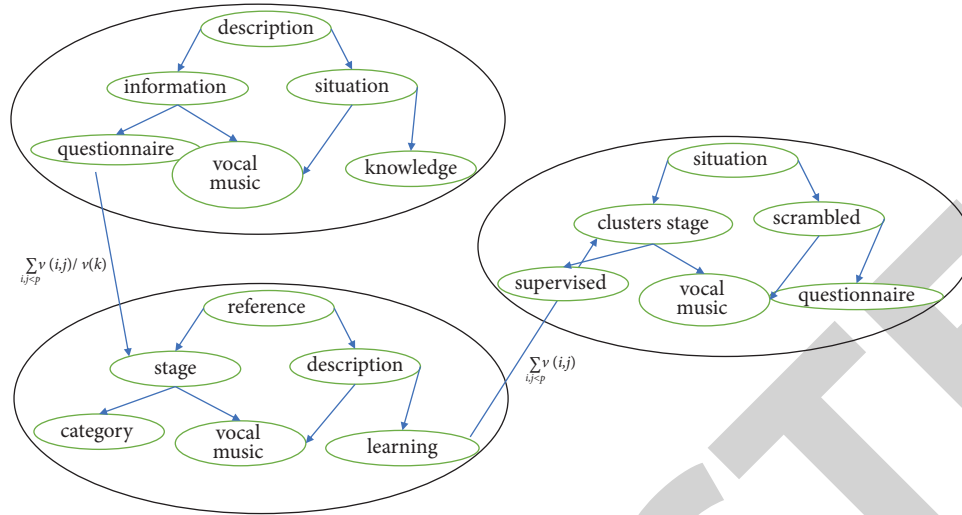 description
information
situation
questionnaire
vocal
music
knowledge
situation
clusters stage
scrambled
supervised
vocal
music
questionnaire
∑ v (i,j) / v(k)
i,j<p
reference
stage
description
category
vocal
music
learning
∑ v (i,j)
i,j<p